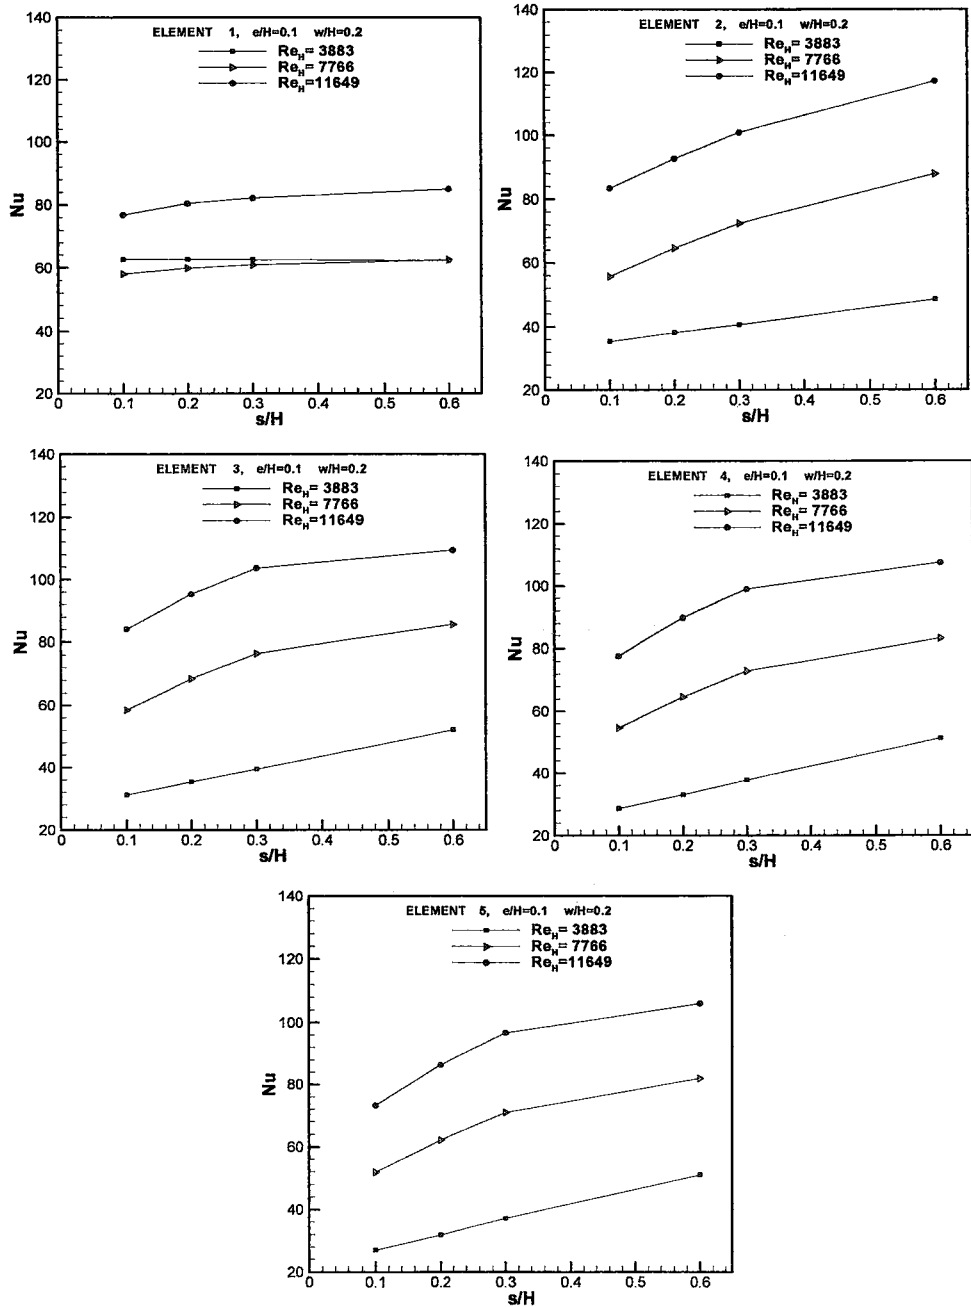 ELEMENT 1, e/H=0.1 w/H=0.2
Re_H= 3883
Re_H= 7766
Re_H=11649
140
120
100
80
60
40
20
Nu
0 0.1 0.2 0.3 0.4 0.5 0.6
s/H
ELEMENT 2, e/H=0.1 w/H=0.2
Re_H= 3883
Re_H= 7766
Re_H=11649
140
120
100
80
60
40
20
Nu
0 0.1 0.2 0.3 0.4 0.5 0.6
s/H
ELEMENT 3, e/H=0.1 w/H=0.2
Re_H= 3883
Re_H= 7766
Re_H=11649
140
120
100
80
60
40
20
Nu
0 0.1 0.2 0.3 0.4 0.5 0.6
s/H
ELEMENT 4, e/H=0.1 w/H=0.2
Re_H= 3883
Re_H= 7766
Re_H=11649
140
120
100
80
60
40
20
Nu
0 0.1 0.2 0.3 0.4 0.5 0.6
s/H
ELEMENT 5, e/H=0.1 w/H=0.2
Re_H= 3883
Re_H= 7766
Re_H=11649
140
120
100
80
60
40
20
Nu
0 0.1 0.2 0.3 0.4 0.5 0.6
s/H